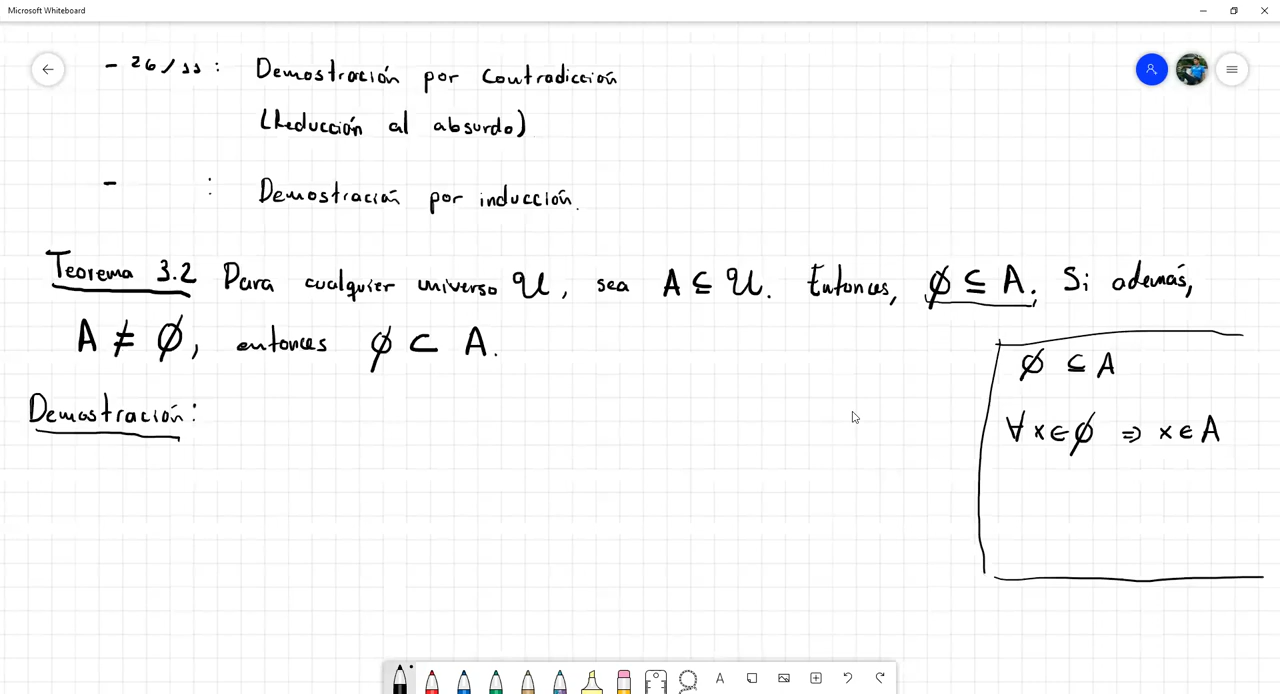 Microsoft Whiteboard
- 26/11 : Demostración por contradicción
(Reducción al absurdo)
- : Demostración por inducción.
Teorema 3.2 Para cualquier universo 𝒰, sea A ⊆ 𝒰. Entonces, ∅ ⊆ A. Si además,
A ≠ ∅, entonces ∅ ⊂ A.
Demostración:
∅ ⊆ A
∀ x ∈ ∅ ⇒ x ∈ A